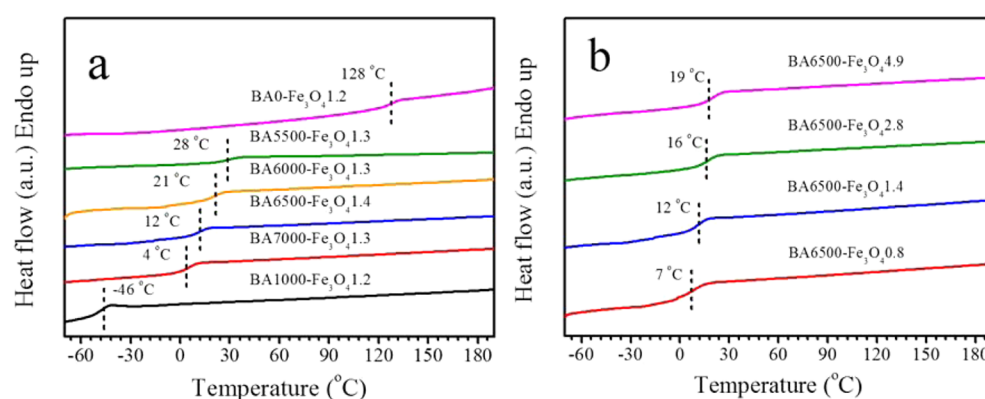 a
Heat flow (a.u.) Endo up
128 °C
BA0-Fe₃O₄1.2
BA5500-Fe₃O₄1.3
28 °C
BA6000-Fe₃O₄1.3
21 °C
BA6500-Fe₃O₄1.4
12 °C
BA7000-Fe₃O₄1.3
4 °C
BA1000-Fe₃O₄1.2
-46 °C
-60 -30 0 30 60 90 120 150 180
Temperature (°C)
b
Heat flow (a.u.) Endo up
BA6500-Fe₃O₄4.9
19 °C
BA6500-Fe₃O₄2.8
16 °C
BA6500-Fe₃O₄1.4
12 °C
BA6500-Fe₃O₄0.8
7 °C
-60 -30 0 30 60 90 120 150 180
Temperature (°C)